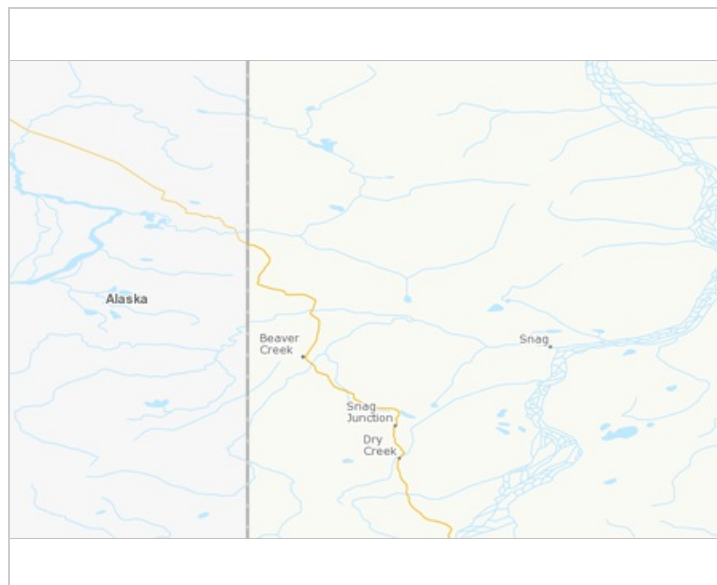 Alaska
Beaver
Creek
Snag
Snag
Junction
Dry
Creek